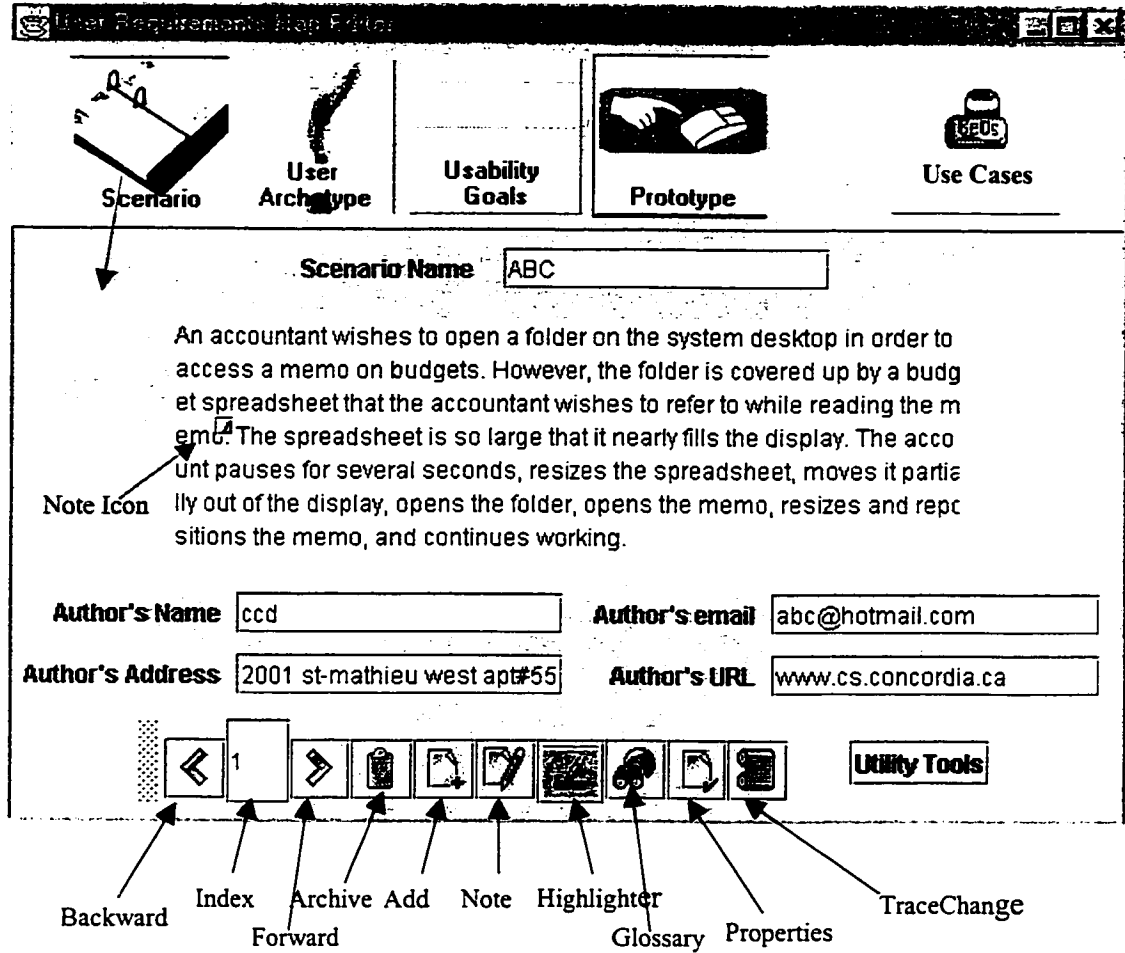 User Requirements Map Editor
Scenario
User
Archetype
Usability
Goals
Prototype
Use Cases
Scenario Name ABC
An accountant wishes to open a folder on the system desktop in order to
access a memo on budgets. However, the folder is covered up by a budg
et spreadsheet that the accountant wishes to refer to while reading the m
emo. The spreadsheet is so large that it nearly fills the display. The acco
unt pauses for several seconds, resizes the spreadsheet, moves it partia
lly out of the display, opens the folder, opens the memo, resizes and repo
sitions the memo, and continues working.
Note Icon
Author's Name ccd Author's email abc@hotmail.com
Author's Address 2001 st-mathieu west apt#55 Author's URL www.cs.concordia.ca
1 Utility Tools
Backward Index Forward Archive Add Note Highlighter Glossary Properties TraceChange